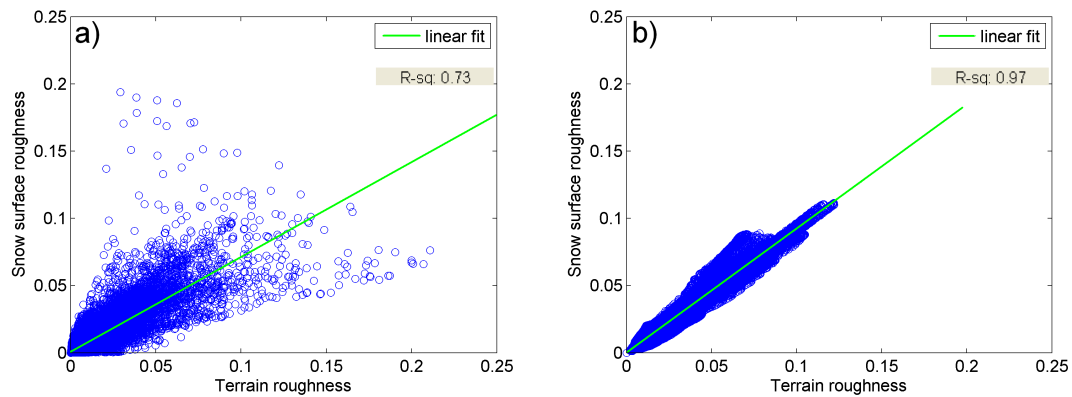 a)
linear fit
R-sq: 0.73
0.25
0.2
0.15
0.1
0.05
0
Snow surface roughness
0 0.05 0.1 0.15 0.2 0.25
Terrain roughness
b)
linear fit
R-sq: 0.97
0.25
0.2
0.15
0.1
0.05
0
Snow surface roughness
0 0.05 0.1 0.15 0.2 0.25
Terrain roughness